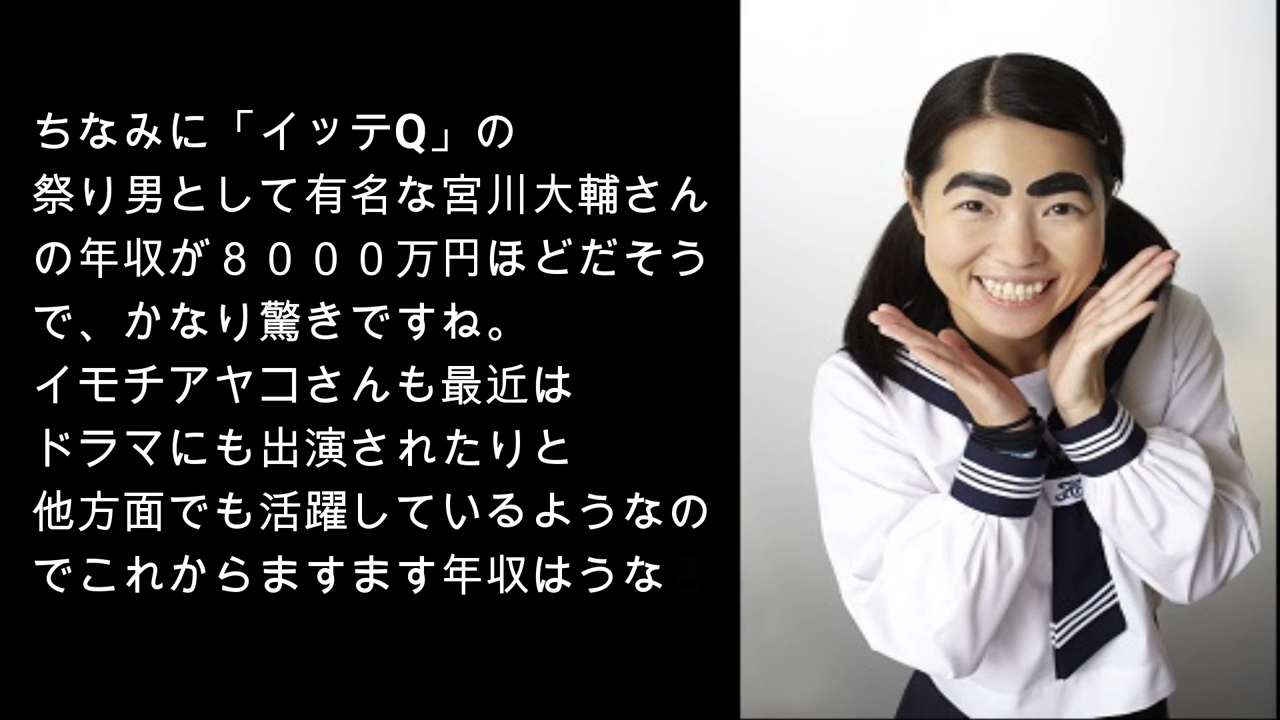 ちなみに「イッテQ」の
祭り男として有名な宮川大輔さん
の年収が８０００万円ほどだそう
で、かなり驚きですね。
イモチアヤコさんも最近は
ドラマにも出演されたりと
他方面でも活躍しているようなの
でこれからますます年収はうな